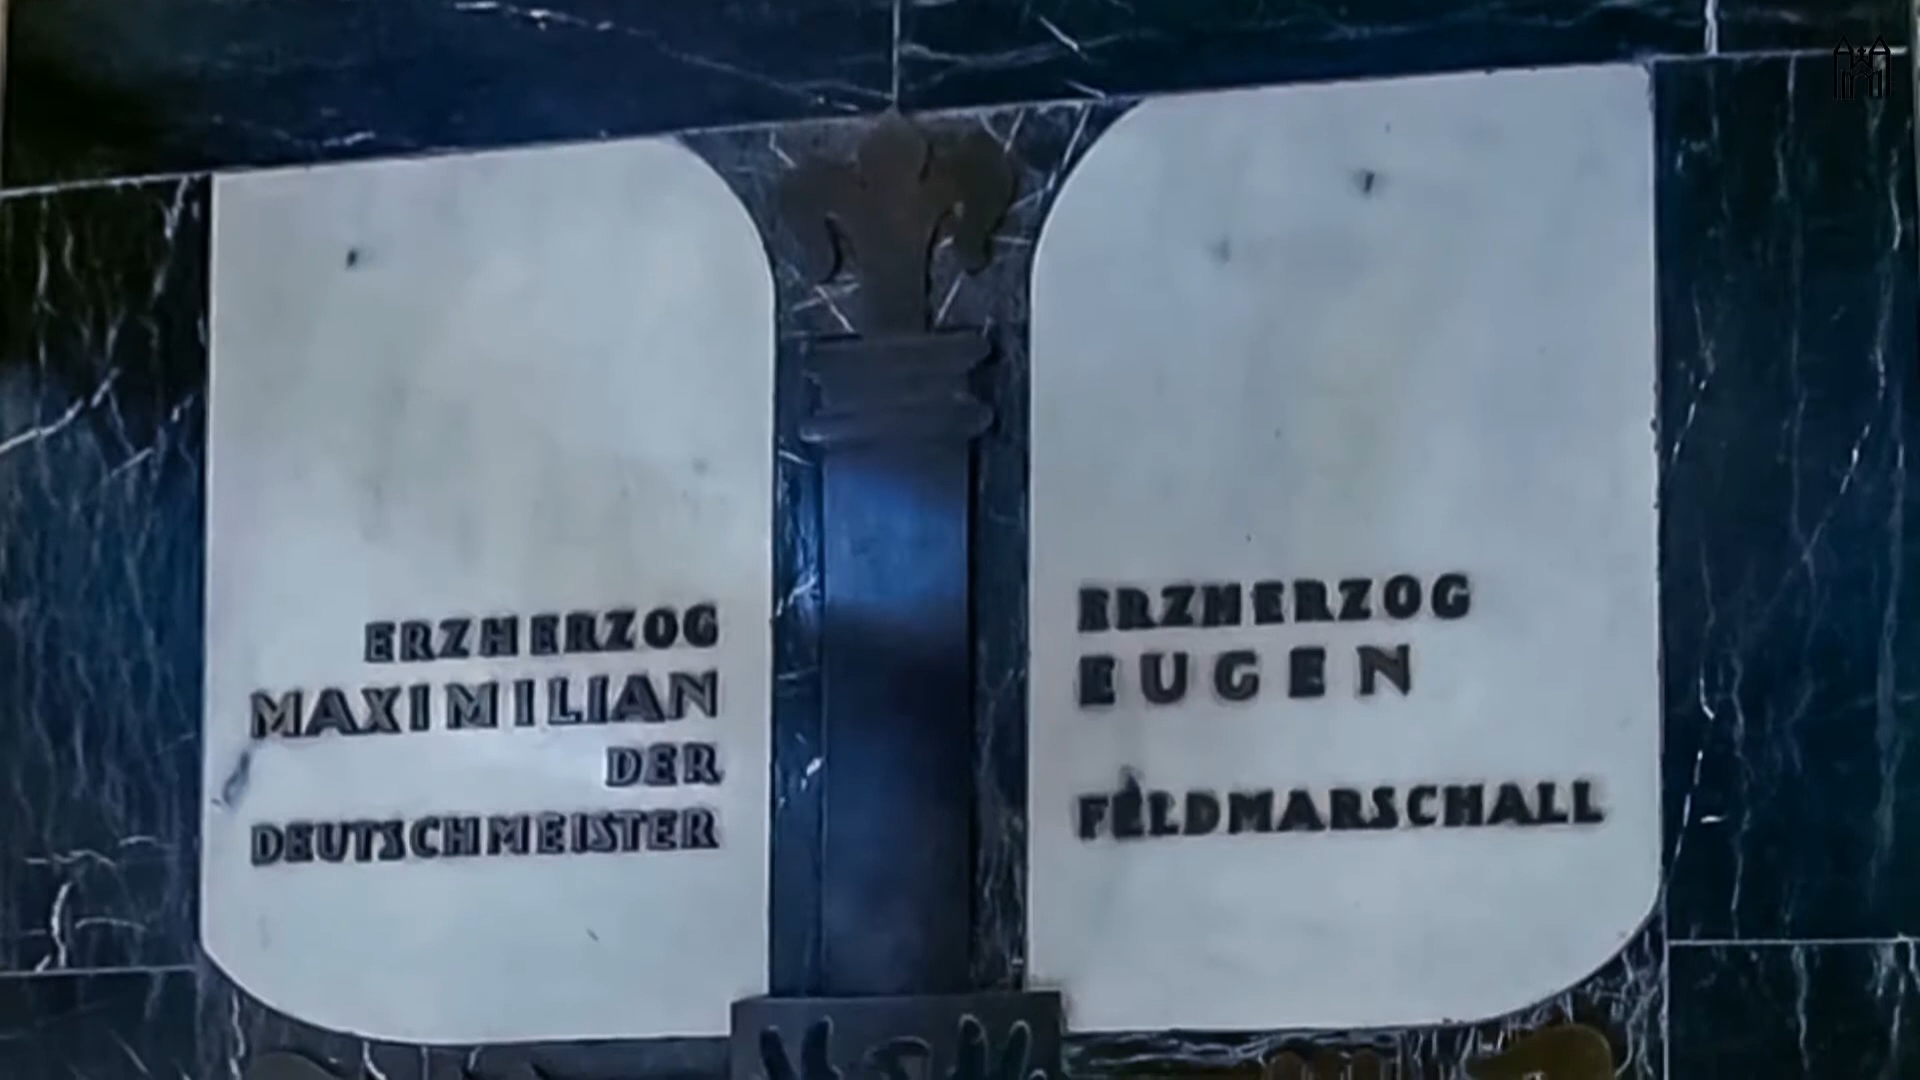 ERZHERZOG
MAXIMILIAN
DER
DEUTSCHMEISTER
ERZHERZOG
EUGEN
FELDMARSCHALL